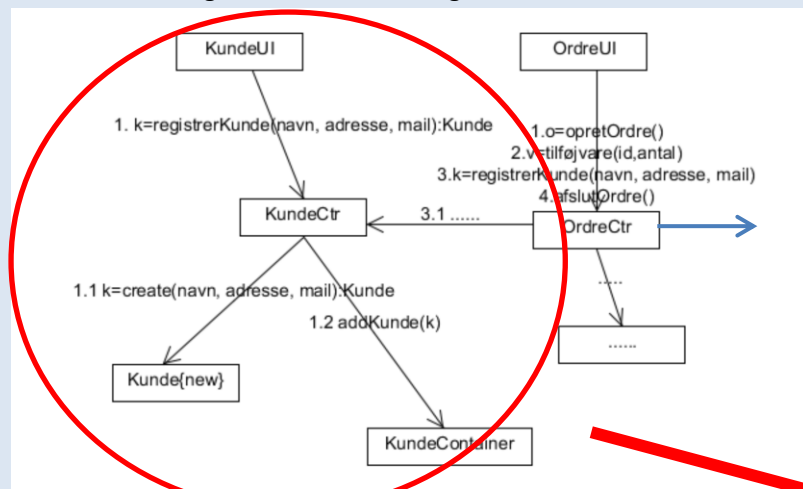 KundeUI
OrdreUI
1. k=registrerKunde(navn, adresse, mail):Kunde
1.o=opretOrdre()
2.v=tilføjvare(id,antal)
3.k=registrerKunde(navn, adresse, mail)
4.afslutOrdre()
KundeCtr
3.1 ......
OrdreCtr
1.1 k=create(navn, adresse, mail):Kunde
1.2 addKunde(k)
.....
......
Kunde{new}
KundeContainer